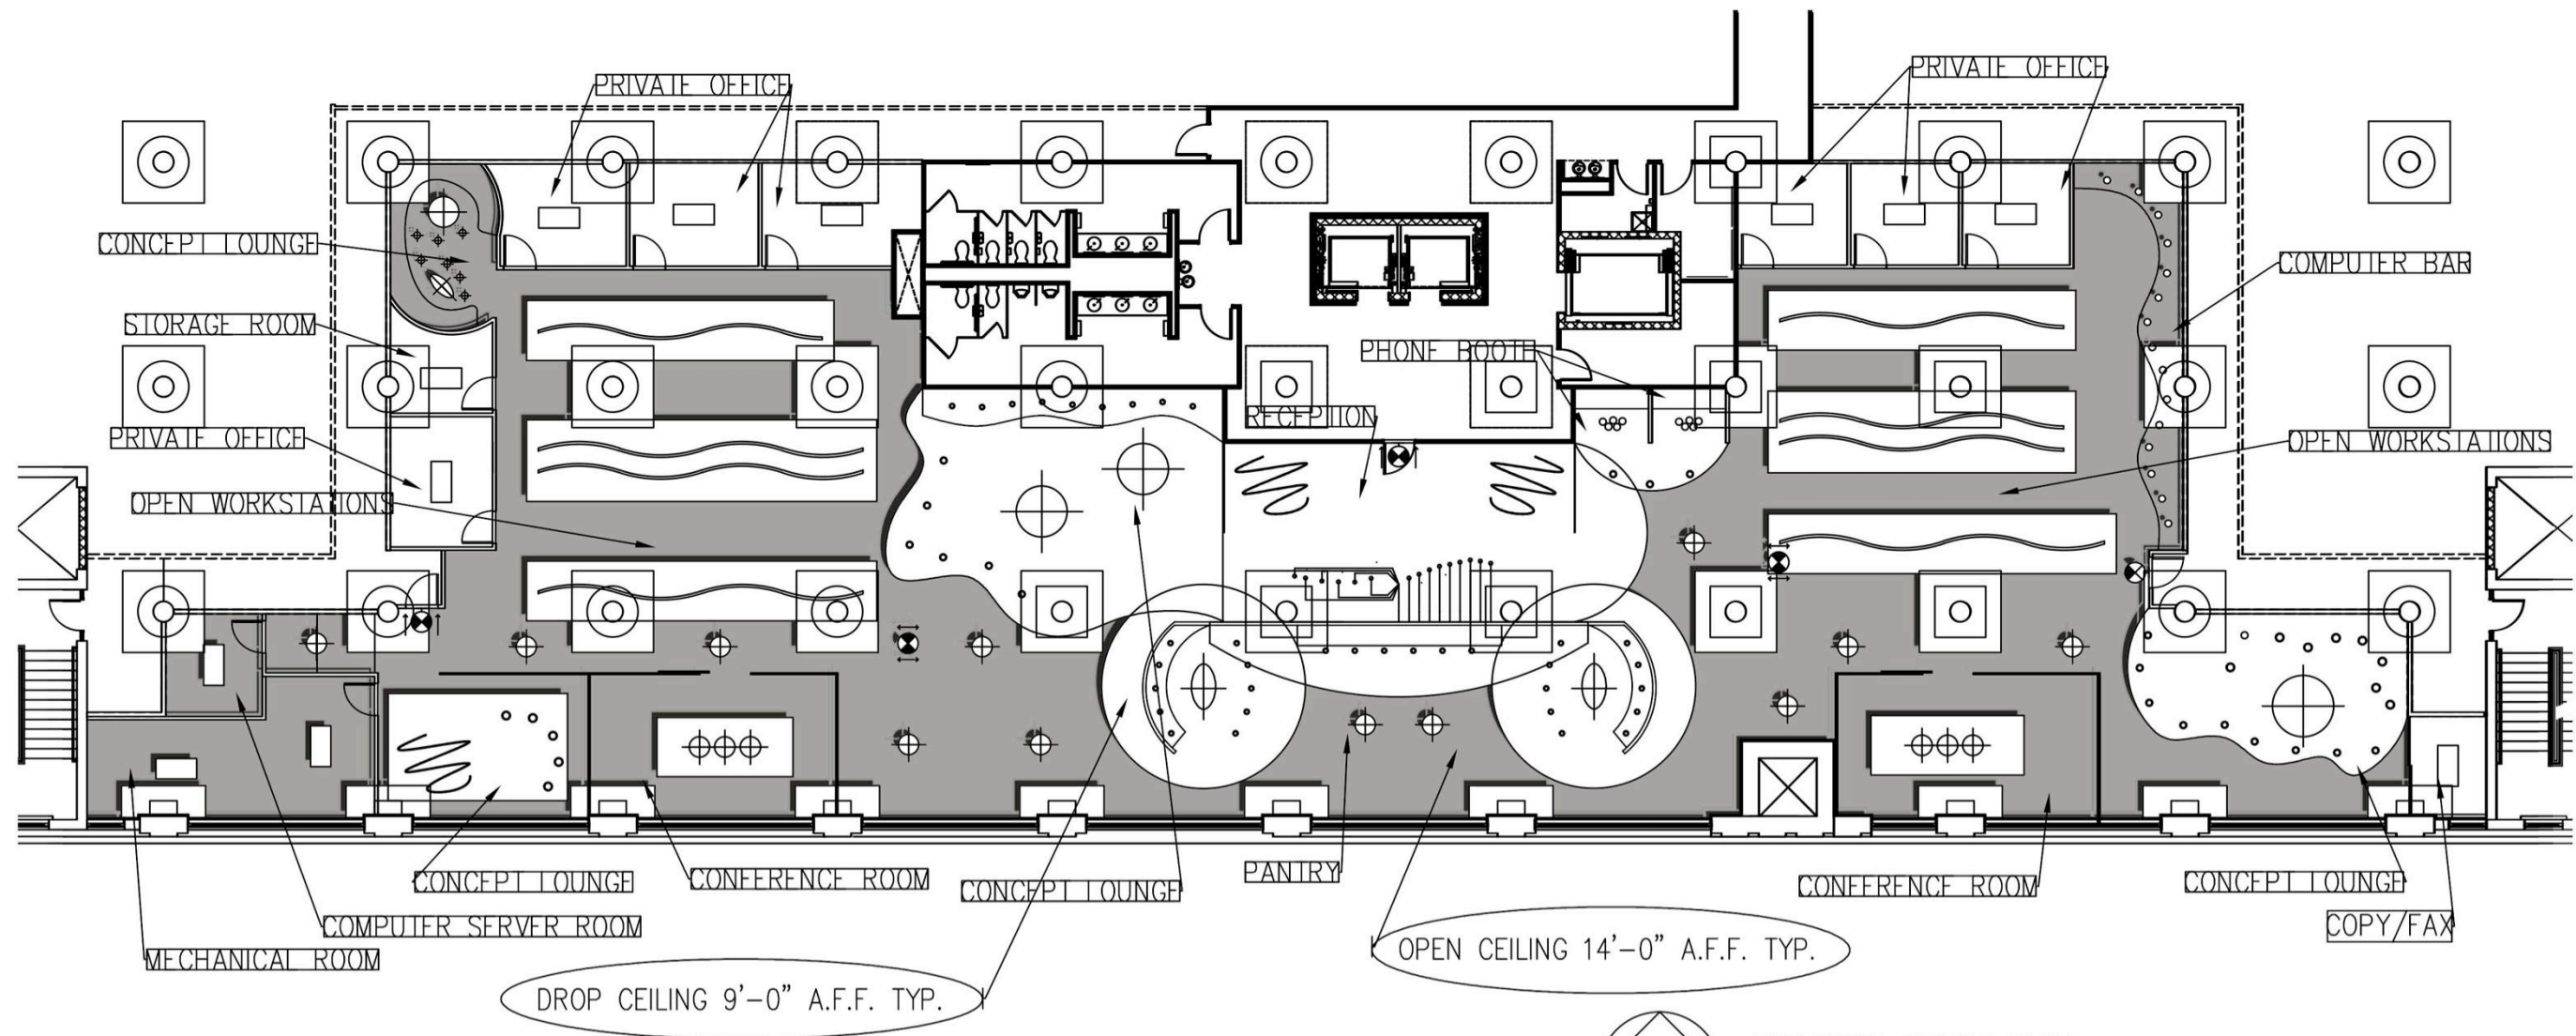 PRIVATE OFFICE
PRIVATE OFFICE
CONCEPT LOUNGE
COMPUTER BAR
STORAGE ROOM
PHONE BOOTH
RECEPTION
PRIVATE OFFICE
OPEN WORKSTATIONS
OPEN WORKSTATIONS
CONCEPT LOUNGE
CONFERENCE ROOM
CONCEPT LOUNGE
PANTRY
CONFERENCE ROOM
CONCEPT LOUNGE
COMPUTER SERVER ROOM
COPY/FAX
MECHANICAL ROOM
OPEN CEILING 14'-0" A.F.F. TYP.
DROP CEILING 9'-0" A.F.F. TYP.